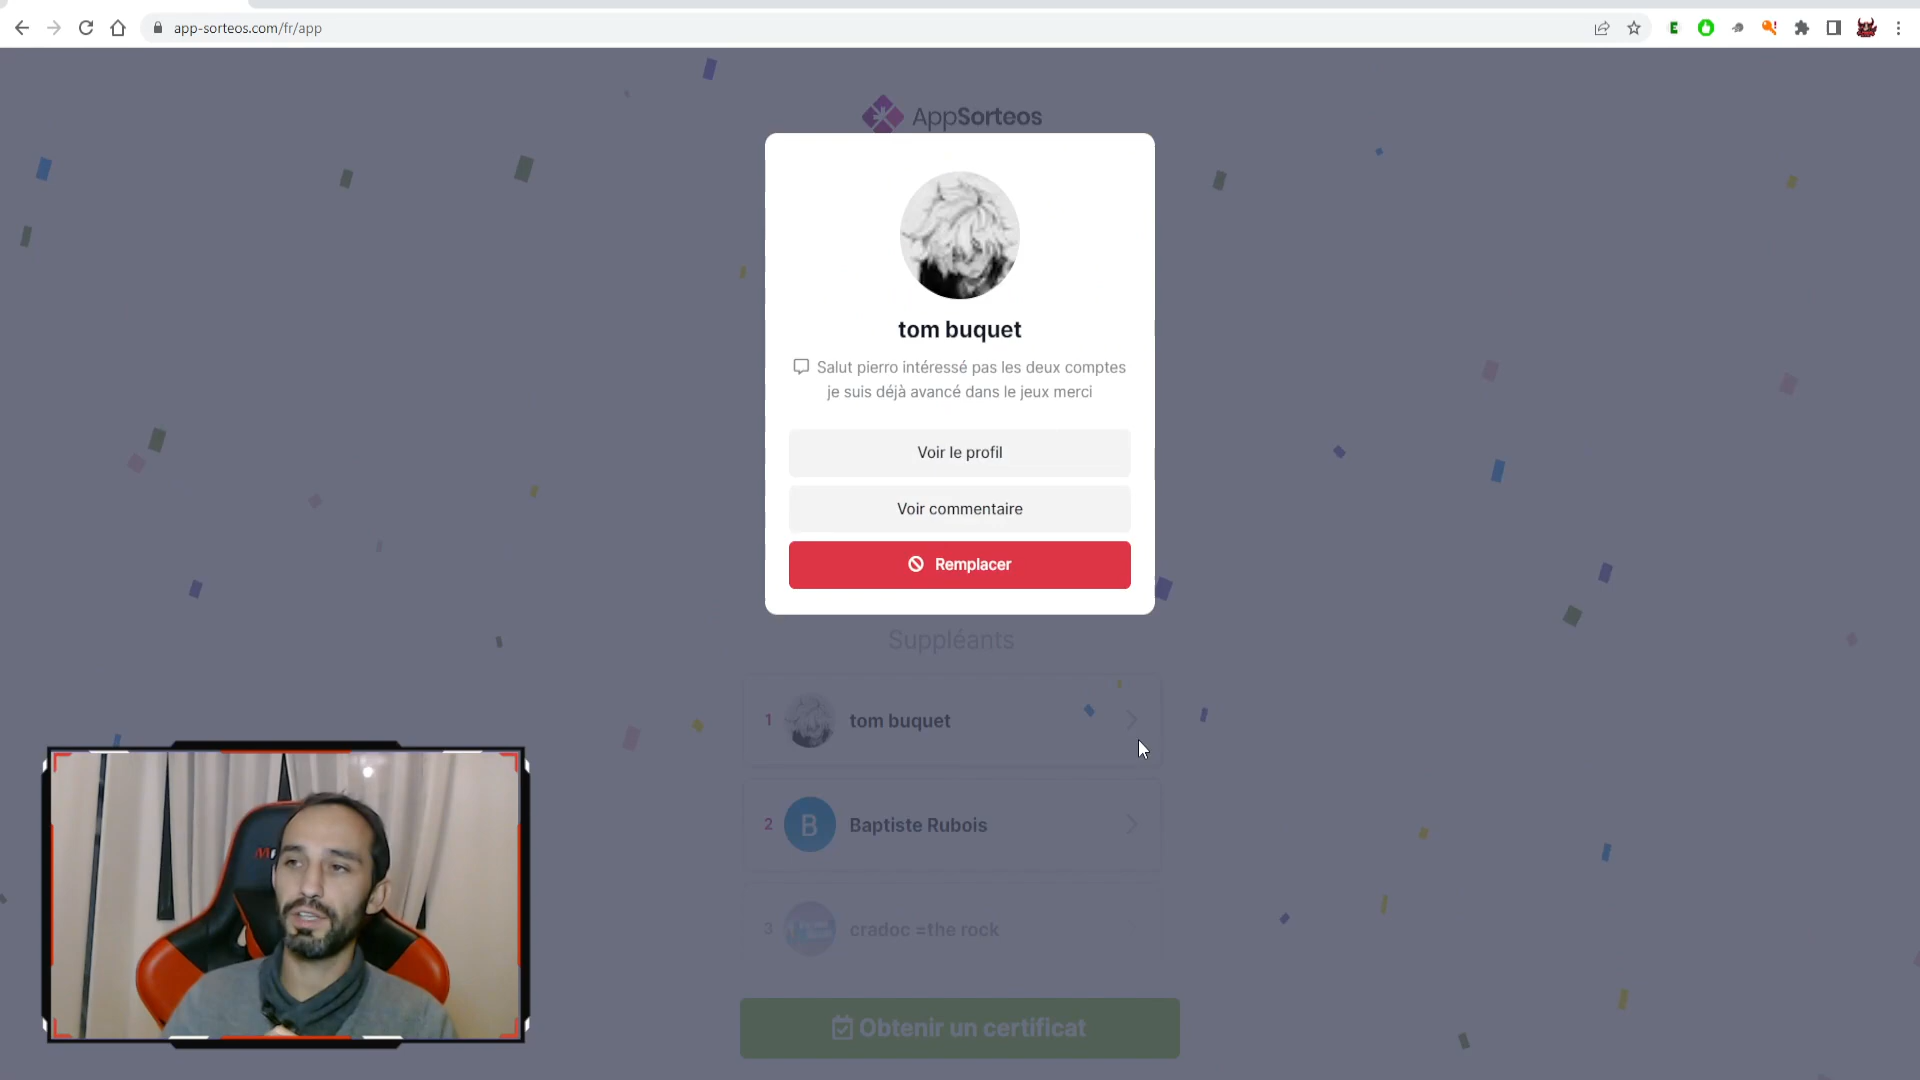 app-sorteos.com/fr/app
AppSorteos
tom buquet
Salut pierro intéressé pas les deux comptes
je suis déjà avancé dans le jeux merci
Voir le profil
Voir commentaire
Remplacer
Suppléants
1 tom buquet
2 B Baptiste Rubois
3 cradoc =the rock
Obtenir un certificat